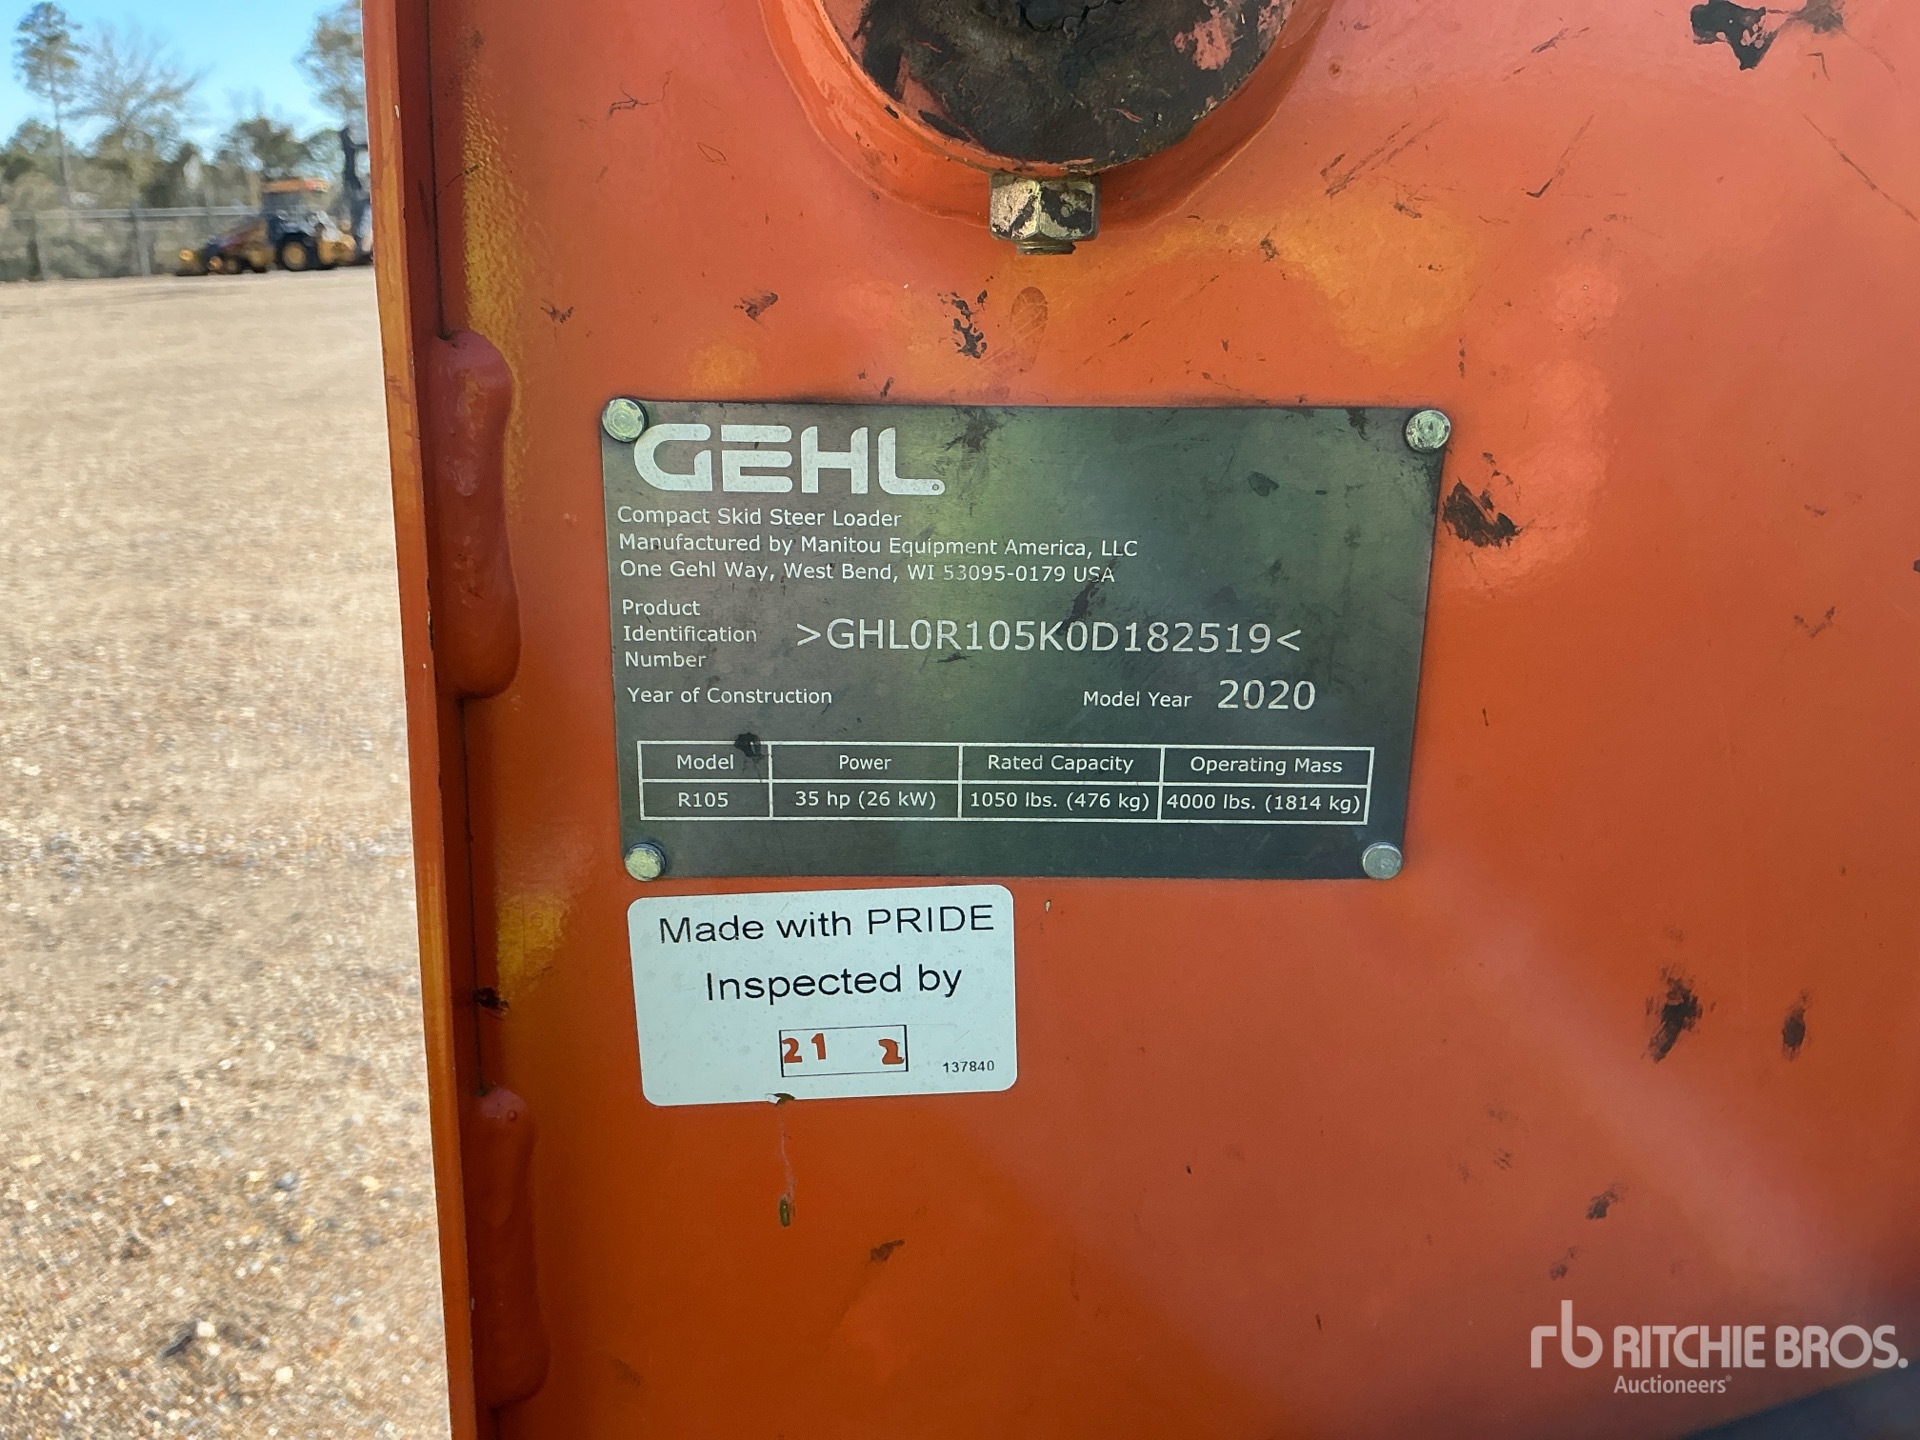 GEHL
Compact Skid Steer Loader
Manufactured by Manitou Equipment America, LLC
One Gehl Way, West Bend, WI 53095-0179 USA
Product
Identification
Number
>GHL0R105K0D182519<
Year of Construction
Model Year 2020
Model Power Rated Capacity Operating Mass
R105 35 hp (26 kW) 1050 lbs. (476 kg) 4000 lbs. (1814 kg)
Made with PRIDE
Inspected by
21 2
137840
rb RITCHIE BROS.
Auctioneers